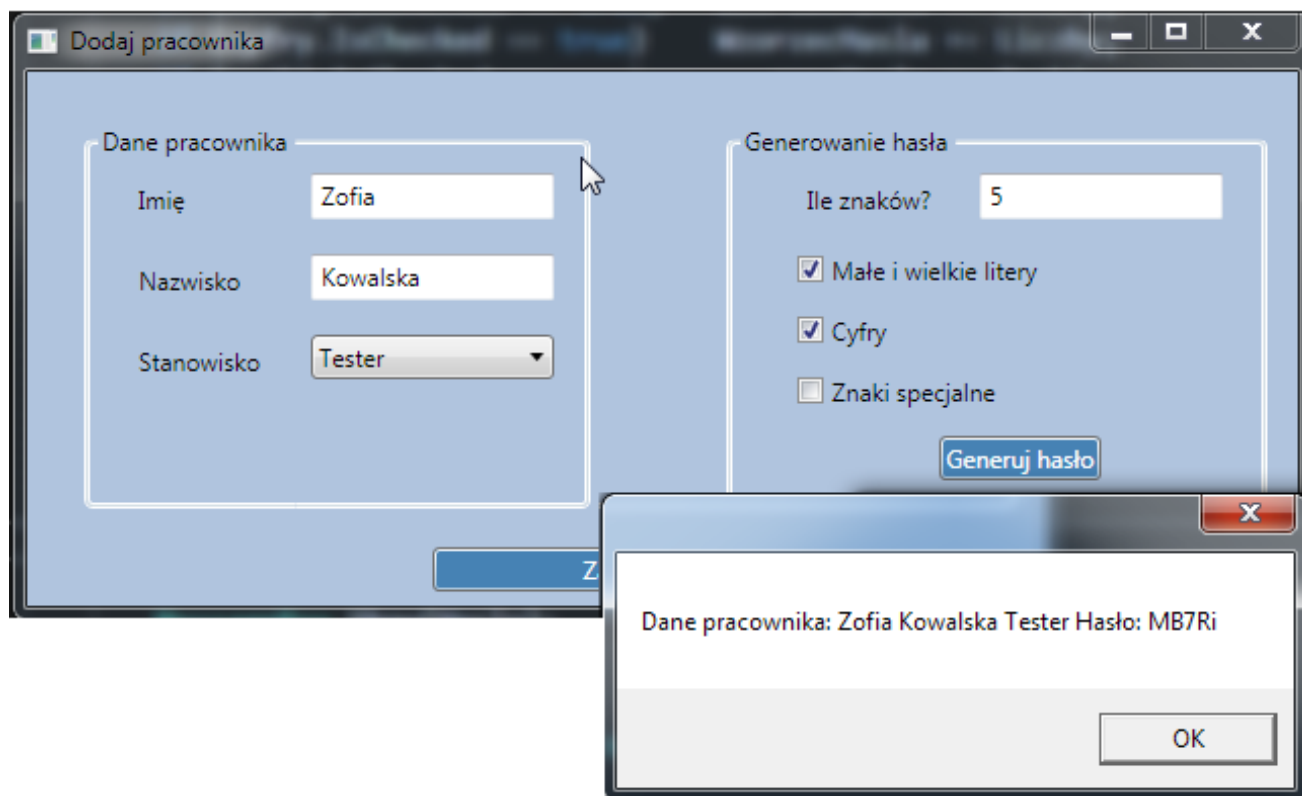 Dodaj pracownika
Dane pracownika
Imię
Zofia
Nazwisko
Kowalska
Stanowisko
Tester
Generowanie hasła
Ile znaków?
5
Małe i wielkie litery
Cyfry
Znaki specjalne
Generuj hasło
Dane pracownika: Zofia Kowalska Tester Hasło: MB7Ri
OK